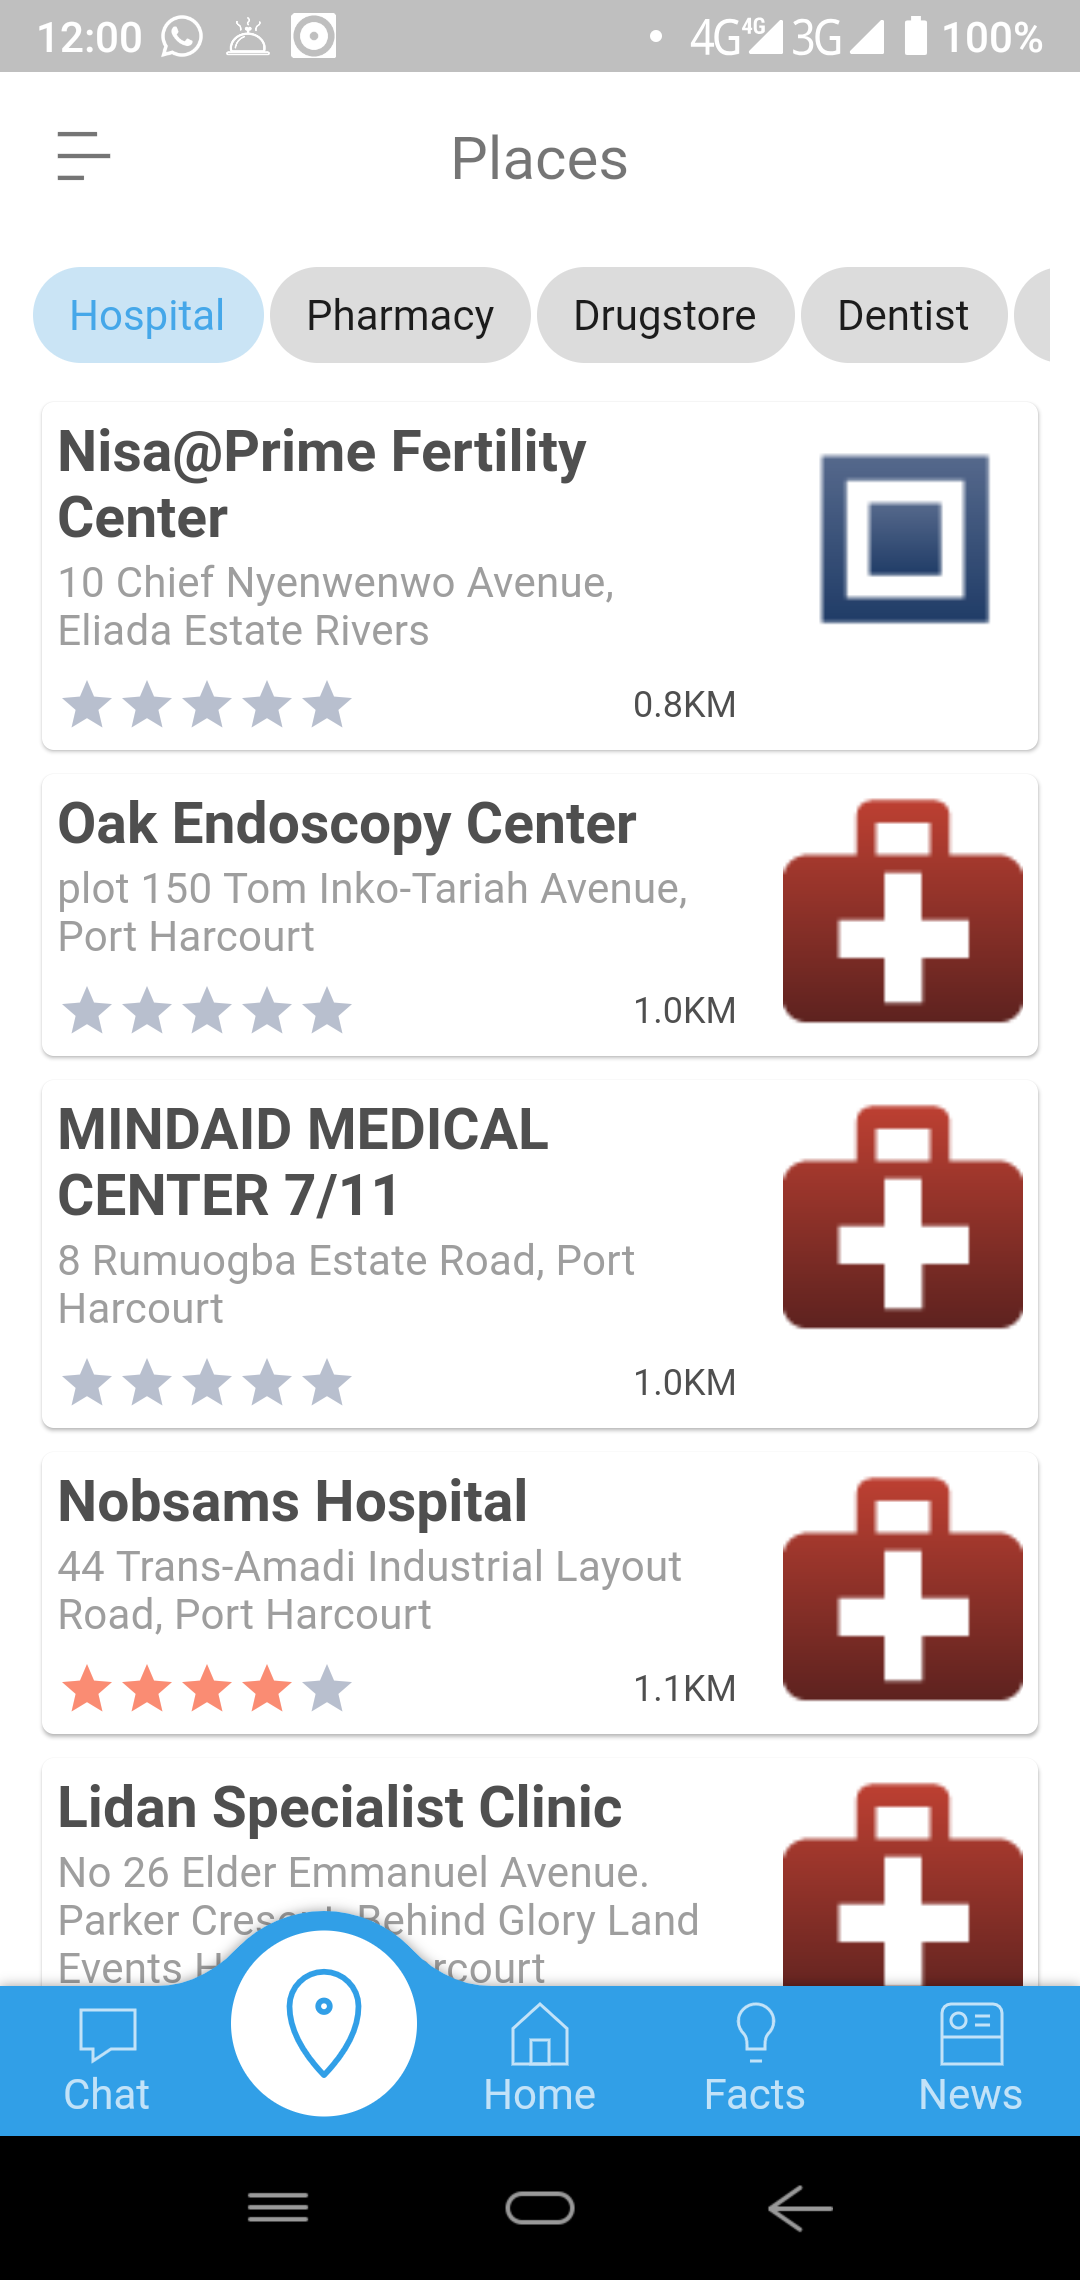 12:00
4G 4G 3G 100%
Places
Hospital Pharmacy Drugstore Dentist
Nisa@Prime Fertility
Center
10 Chief Nyenwenwo Avenue,
Eliada Estate Rivers
0.8KM
Oak Endoscopy Center
plot 150 Tom Inko-Tariah Avenue,
Port Harcourt
1.0KM
MINDAID MEDICAL
CENTER 7/11
8 Rumuogba Estate Road, Port
Harcourt
1.0KM
Nobsams Hospital
44 Trans-Amadi Industrial Layout
Road, Port Harcourt
1.1KM
Lidan Specialist Clinic
No 26 Elder Emmanuel Avenue.
Parker Behind Glory Land
Events
Chat
Home
Facts
News